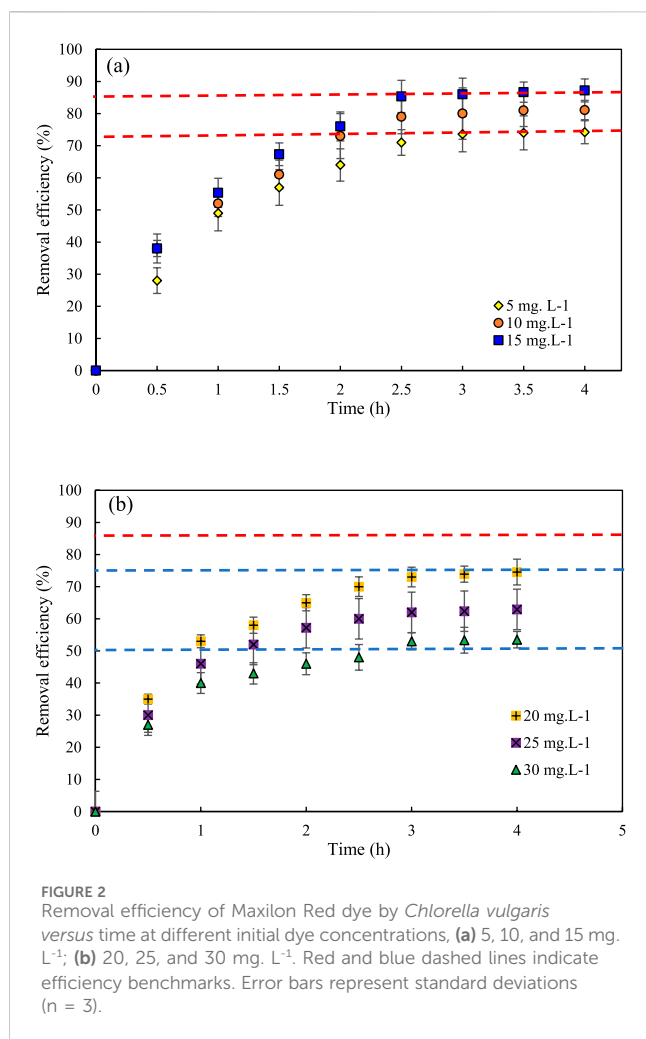 (a)
100
90
80
70
60
50
40
30
20
10
0
Removal efficiency (%)
5 mg. L-1
10 mg.L-1
15 mg.L-1
0 0.5 1 1.5 2 2.5 3 3.5 4
Time (h)
(b)
100
90
80
70
60
50
40
30
20
10
0
Removal efficiency (%)
20 mg.L-1
25 mg.L-1
30 mg.L-1
0 1 2 3 4 5
Time (h)
FIGURE 2
Removal efficiency of Maxilon Red dye by Chlorella vulgaris
versus time at different initial dye concentrations, (a) 5, 10, and 15 mg.
L⁻¹; (b) 20, 25, and 30 mg. L⁻¹. Red and blue dashed lines indicate
efficiency benchmarks. Error bars represent standard deviations
(n = 3).